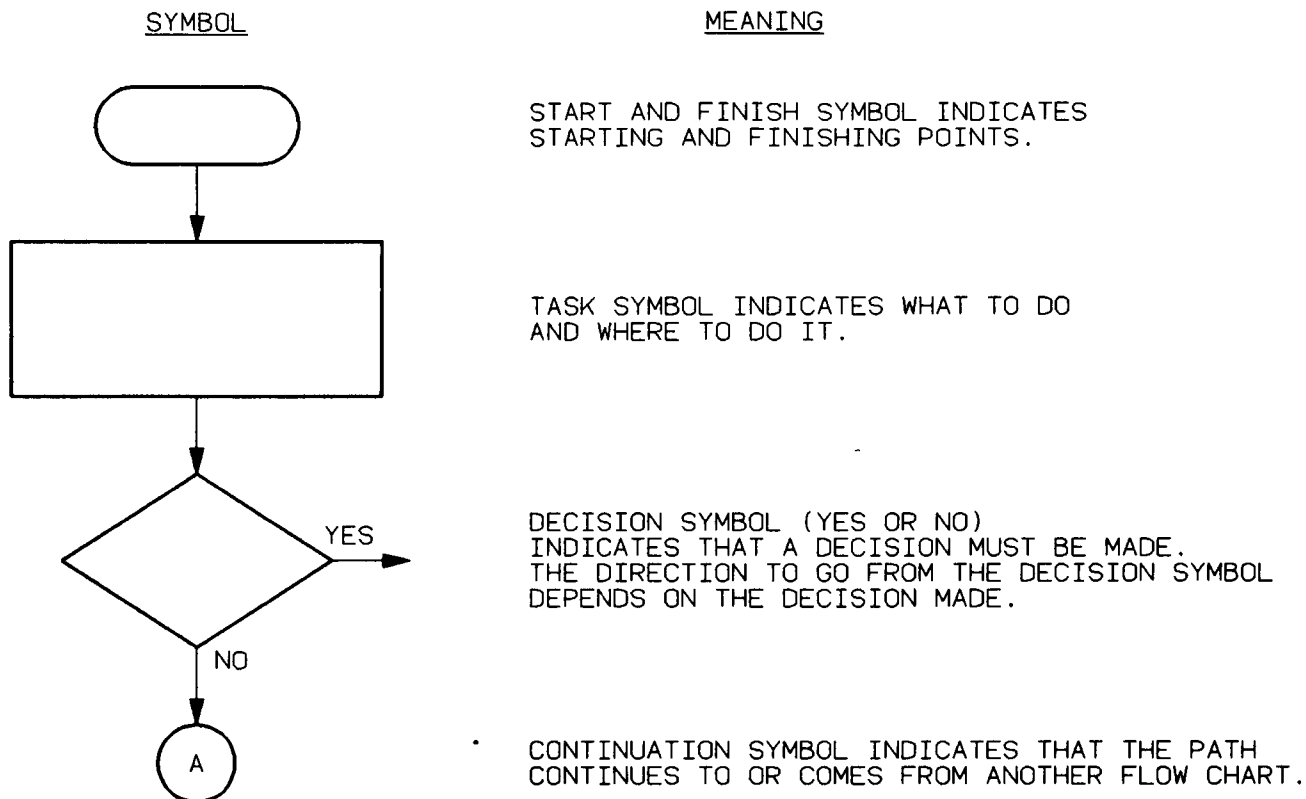 SYMBOL
MEANING
START AND FINISH SYMBOL INDICATES
STARTING AND FINISHING POINTS.
TASK SYMBOL INDICATES WHAT TO DO
AND WHERE TO DO IT.
YES
DECISION SYMBOL (YES OR NO)
INDICATES THAT A DECISION MUST BE MADE.
THE DIRECTION TO GO FROM THE DECISION SYMBOL
DEPENDS ON THE DECISION MADE.
NO
A
CONTINUATION SYMBOL INDICATES THAT THE PATH
CONTINUES TO OR COMES FROM ANOTHER FLOW CHART.